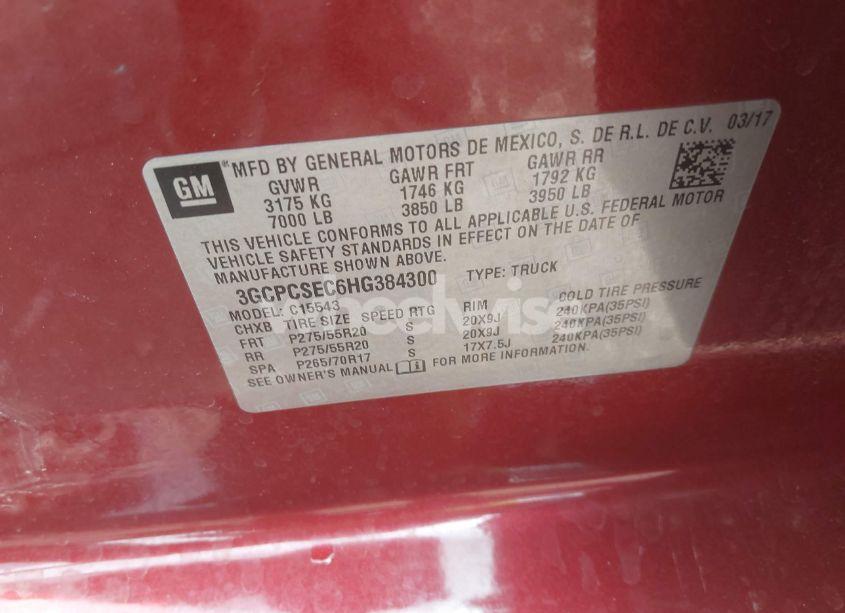 GM
MFD BY GENERAL MOTORS DE MEXICO, S. DE R.L. DE C.V. 03/17
GVWR GAWR FRT GAWR RR
3175 KG 1746 KG 1792 KG
7000 LB 3850 LB 3950 LB
THIS VEHICLE CONFORMS TO ALL APPLICABLE U.S. FEDERAL MOTOR
VEHICLE SAFETY STANDARDS IN EFFECT ON THE DATE OF
MANUFACTURE SHOWN ABOVE.
3GCPCSEC6HG384300 TYPE: TRUCK
MODEL: C15543
CHXB TIRE SIZE SPEED RTG RIM COLD TIRE PRESSURE
FRT P275/55R20 S 20X9J 240KPA(35PSI)
RR P275/55R20 S 20X9J 240KPA(35PSI)
SPA P265/70R17 S 17X7.5J 240KPA(35PSI)
SEE OWNER'S MANUAL FOR MORE INFORMATION.